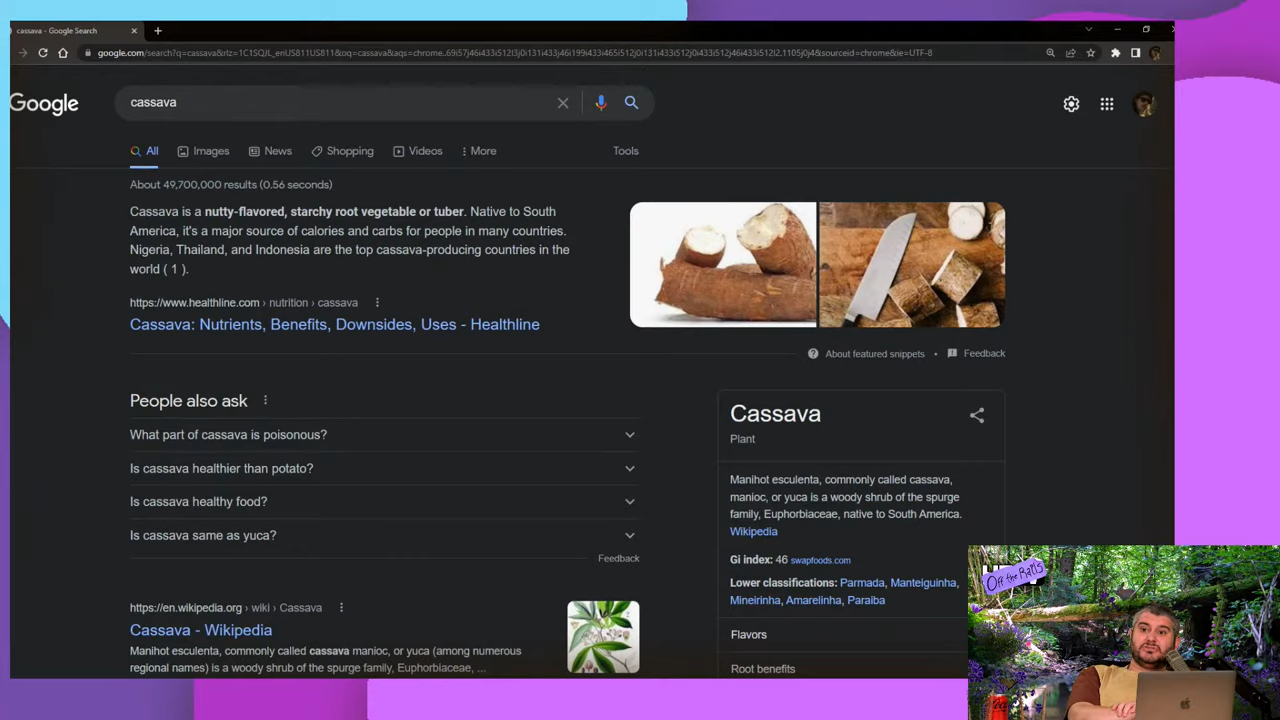 cassava - Google Search
google.com/search?q=cassava&rlz=1C1SQJL_enUS811US811&oq=cassava&aqs=chrome..69i57j46i433i512l3j0i131i433j46i199i433i465i512j0i131i433i512j0i433i512j0i433i512l2.1105j0j4&sourceid=chrome&ie=UTF-8
Google
cassava
All Images News Shopping Videos More Tools
About 49,700,000 results (0.56 seconds)
Cassava is a nutty-flavored, starchy root vegetable or tuber. Native to South
America, it's a major source of calories and carbs for people in many countries.
Nigeria, Thailand, and Indonesia are the top cassava-producing countries in the
world ( 1 ).
https://www.healthline.com › nutrition › cassava
Cassava: Nutrients, Benefits, Downsides, Uses - Healthline
About featured snippets • Feedback
People also ask
What part of cassava is poisonous?
Is cassava healthier than potato?
Is cassava healthy food?
Is cassava same as yuca?
Feedback
https://en.wikipedia.org › wiki › Cassava
Cassava - Wikipedia
Manihot esculenta, commonly called cassava manioc, or yuca (among numerous
regional names) is a woody shrub of the spurge family, Euphorbiaceae, ...
Cassava
Plant
Manihot esculenta, commonly called cassava,
manioc, or yuca is a woody shrub of the spurge
family, Euphorbiaceae, native to South America.
Wikipedia
Gi index: 46 swapfoods.com
Lower classifications: Parmada, Manteiguinha,
Mineirinha, Amarelinha, Paraiba
Flavors
Root benefits
Off the Rails